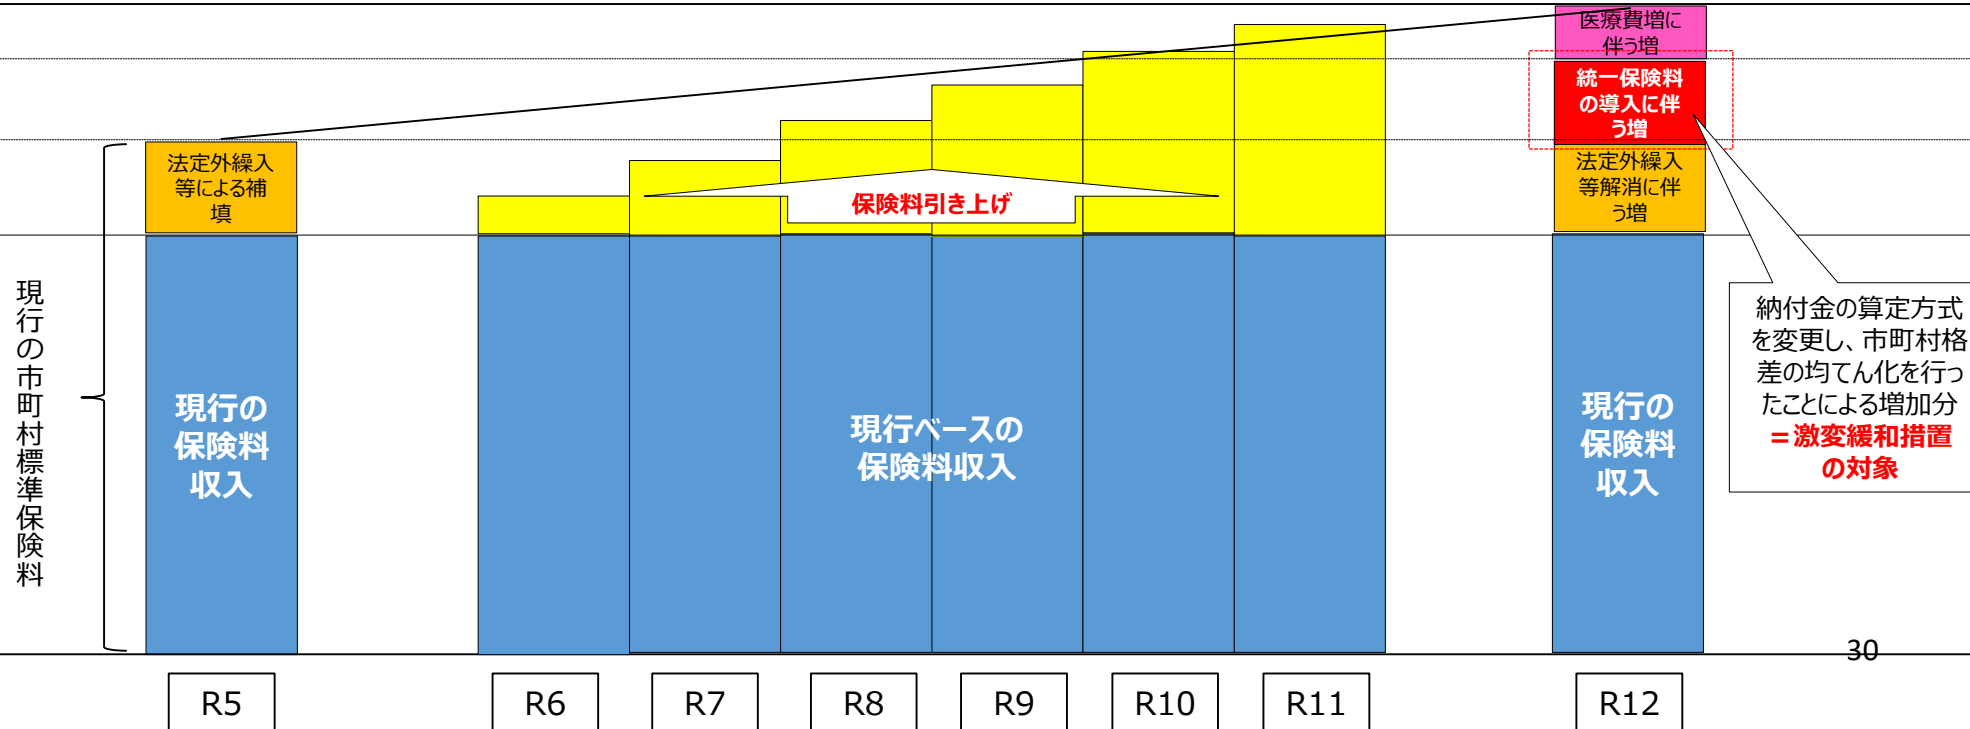 現行の市町村標準保険料
法定外繰入
等による補
填
現行の
保険料
収入
保険料引き上げ
現行ベースの
保険料収入
医療費増に
伴う増
統一保険料
の導入に伴
う増
法定外繰入
等解消に伴
う増
現行の
保険料
収入
納付金の算定方式
を変更し、市町村格
差の均てん化を行っ
たことによる増加分
＝激変緩和措置
の対象
30
R5
R6
R7
R8
R9
R10
R11
R12